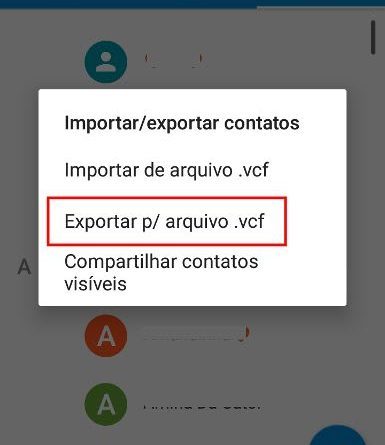 Importar/exportar contatos
Importar de arquivo .vcf
Exportar p/ arquivo .vcf
A
Compartilhar contatos
visíveis
A
A